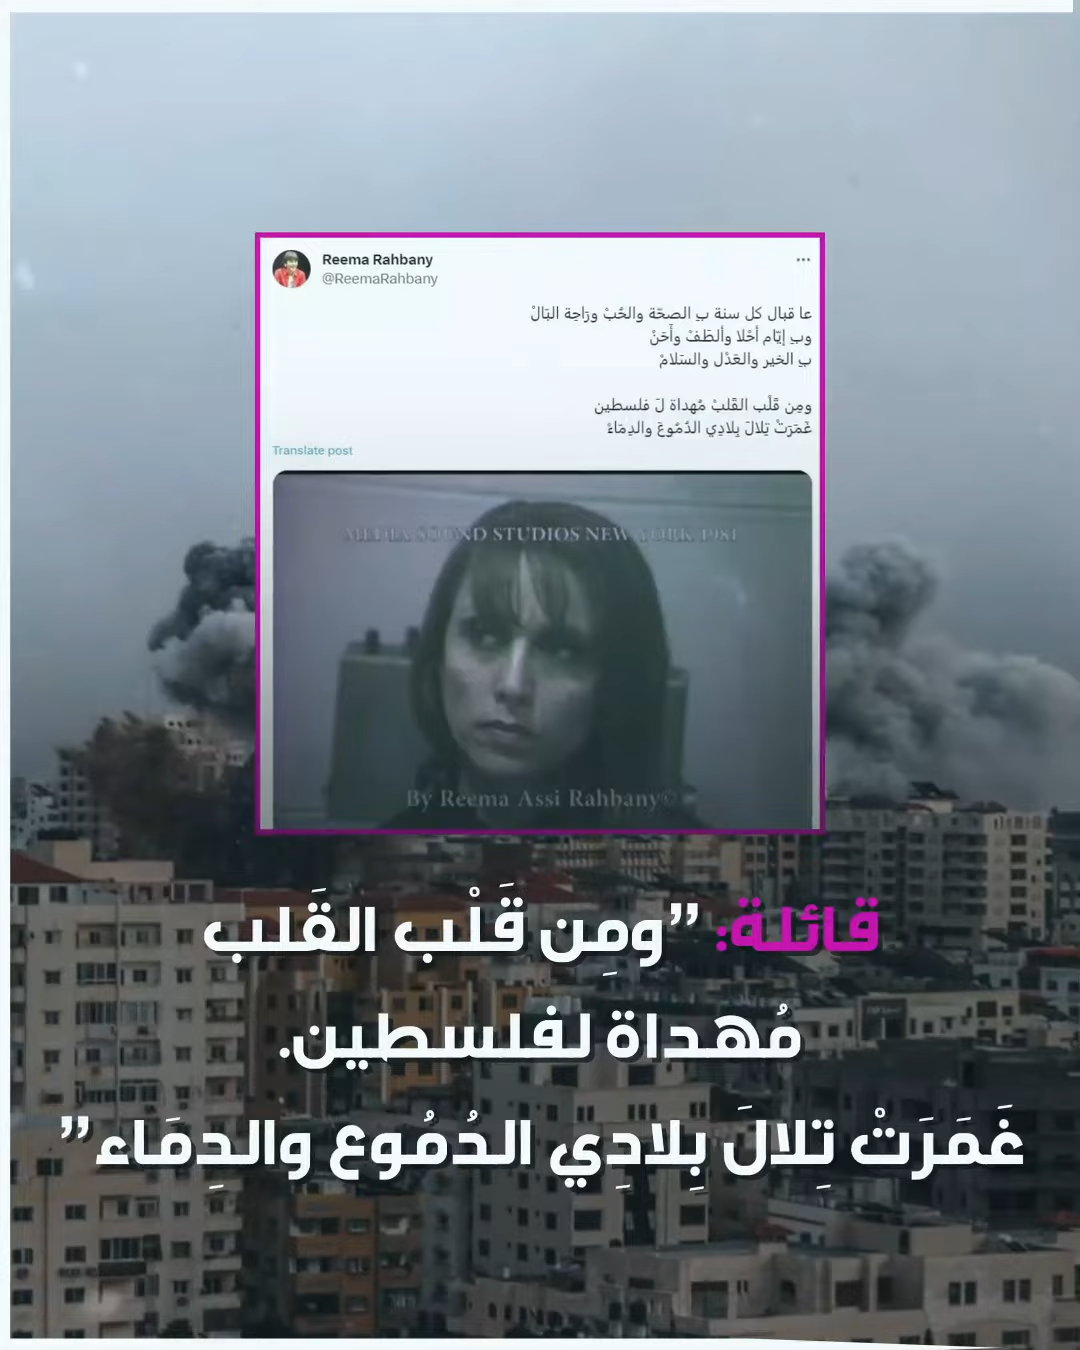 Reema Rahbany
@ReemaRahbany
عا قبال كل سنة بِ الصحّة والحُبْ ورَاحِة البَالْ
وبِ إيّام أحْلا وألطَفْ وأحَنْ
بِ الخير والعَدْل والسَلامْ
ومِن قَلْب القَلبْ مُهداة لَ فلسطين
غَمَرَتْ تِلالَ بِلادِي الدُمُوعَ والدِمَاءْ
Translate post
MEDIA SOUND STUDIOS NEW YORK 1981
By Reema Assi Rahbany©
قائلة: ”ومِن قَلْب القَلب
مُهداة لفلسطين.
غَمَرَتْ تِلالَ بِلادِي الدُمُوع والدِمَاء”